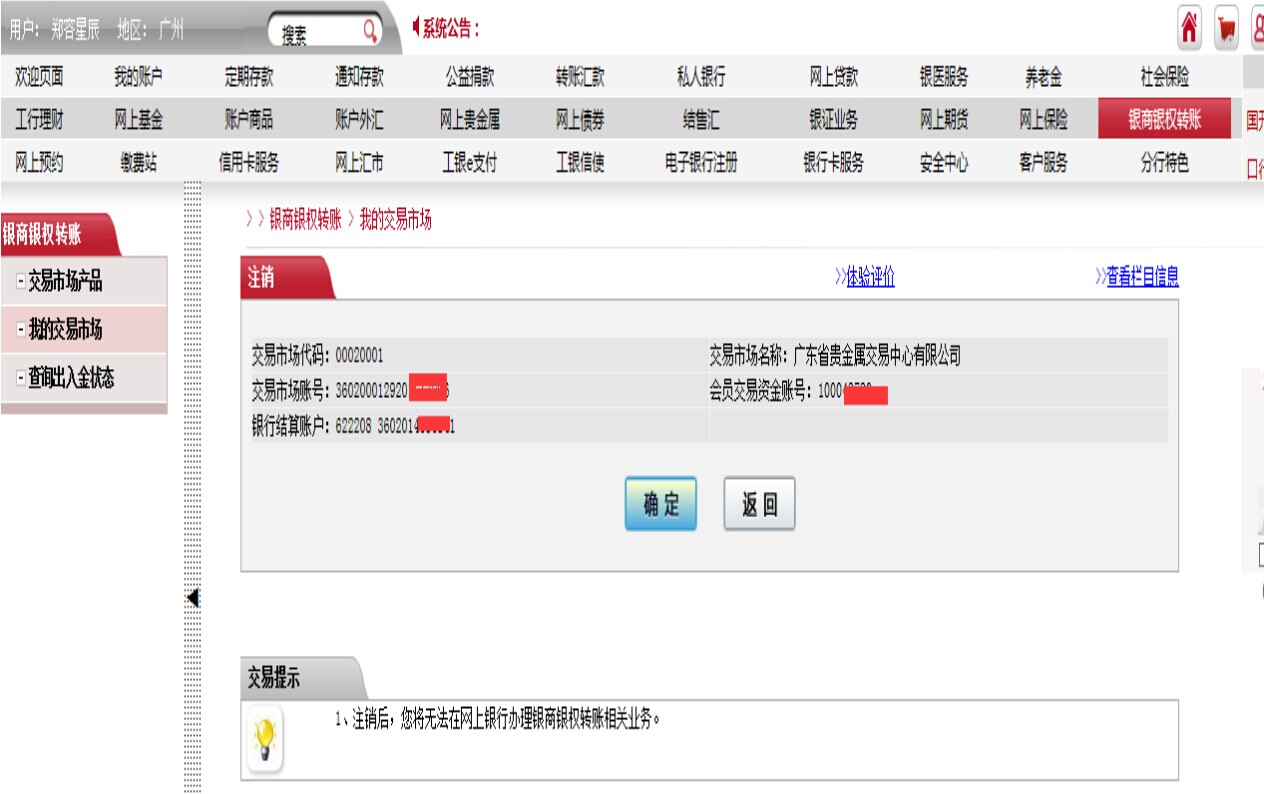 用户： 郑容星辰 地区： 广州 搜索 系统公告：
欢迎页面 我的账户 定期存款 通知存款 公益捐款 转账汇款 私人银行 网上贷款 银医服务 养老金 社会保险
工行理财 网上基金 账户商品 账户外汇 网上贵金属 网上债券 结售汇 银证业务 网上期货 网上保险 银商银权转账
网上预约 缴费站 信用卡服务 网上汇市 工银e支付 工银信使 电子银行注册 银行卡服务 安全中心 客户服务 分行特色
银商银权转账
交易市场产品
我的交易市场
查询出入金状态
〉〉银商银权转账 〉我的交易市场
注销 〉〉体验评价 〉〉查看栏目信息
交易市场代码：00020001 交易市场名称：广东省贵金属交易中心有限公司
交易市场账号：360200012920 会员交易资金账号：1000
银行结算账户：622208 360201
确 定 返 回
交易提示
1、注销后，您将无法在网上银行办理银商银权转账相关业务。